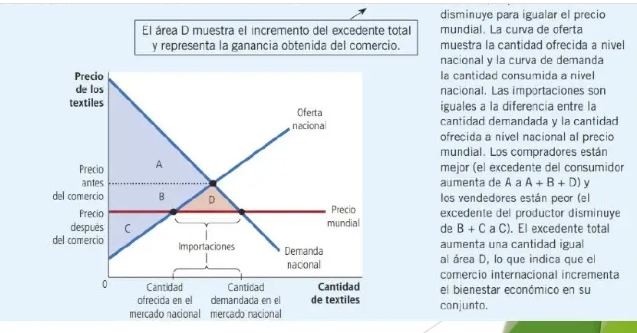 El área D muestra el incremento del excedente total
y representa la ganancia obtenida del comercio.
Precio
de los
textiles
Oferta
nacional
A
Precio
antes
del comercio
B
D
Precio
después
del comercio
C
Precio
mundial
Importaciones
Demanda
nacional
0
Cantidad
ofrecida en el
mercado nacional
Cantidad
demandada en el
mercado nacional
Cantidad
de textiles
disminuye para igualar el precio
mundial. La curva de oferta
muestra la cantidad ofrecida a nivel
nacional y la curva de demanda
la cantidad consumida a nivel
nacional. Las importaciones son
iguales a la diferencia entre la
cantidad demandada y la cantidad
ofrecida a nivel nacional al precio
mundial. Los compradores están
mejor (el excedente del consumidor
aumenta de A a A + B + D) y
los vendedores están peor (el
excedente del productor disminuye
de B + C a C). El excedente total
aumenta una cantidad igual
al área D, lo que indica que el
comercio internacional incrementa
el bienestar económico en su
conjunto.